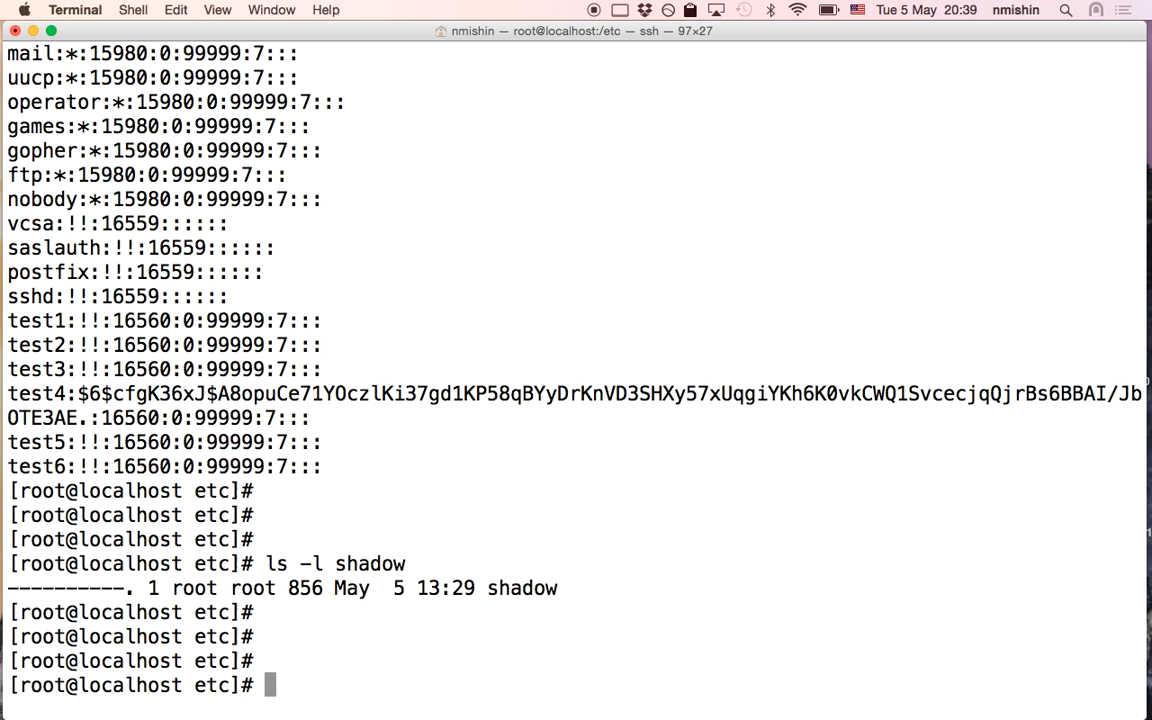 Terminal Shell Edit View Window Help Tue 5 May 20:39 nmishin
nmishin — root@localhost:/etc — ssh — 97×27
mail:*:15980:0:99999:7:::
uucp:*:15980:0:99999:7:::
operator:*:15980:0:99999:7:::
games:*:15980:0:99999:7:::
gopher:*:15980:0:99999:7:::
ftp:*:15980:0:99999:7:::
nobody:*:15980:0:99999:7:::
vcsa:!!:16559::::::
saslauth:!!:16559::::::
postfix:!!:16559::::::
sshd:!!:16559::::::
test1:!!:16560:0:99999:7:::
test2:!!:16560:0:99999:7:::
test3:!!:16560:0:99999:7:::
test4:$6$cfgK36xJ$A8opuCe71YOczlKi37gd1KP58qBYyDrKnVD3SHXy57xUqgiYKh6K0vkCWQ1SvcecjqQjrBs6BBAI/Jb
OTE3AE.:16560:0:99999:7:::
test5:!!:16560:0:99999:7:::
test6:!!:16560:0:99999:7:::
[root@localhost etc]#
[root@localhost etc]#
[root@localhost etc]#
[root@localhost etc]# ls -l shadow
----------. 1 root root 856 May  5 13:29 shadow
[root@localhost etc]#
[root@localhost etc]#
[root@localhost etc]#
[root@localhost etc]#